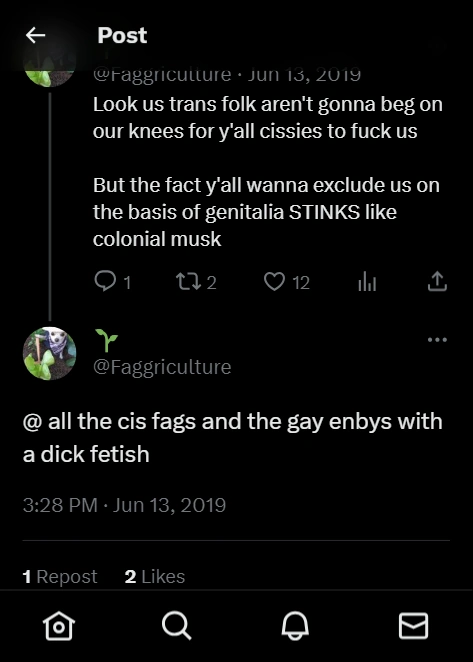 Post
@Faggriculture · Jun 13, 2019
Look us trans folk aren't gonna beg on
our knees for y'all cissies to fuck us
But the fact y'all wanna exclude us on
the basis of genitalia STINKS like
colonial musk
1 2 12
@Faggriculture
@ all the cis fags and the gay enbys with
a dick fetish
3:28 PM · Jun 13, 2019
1 Repost 2 Likes